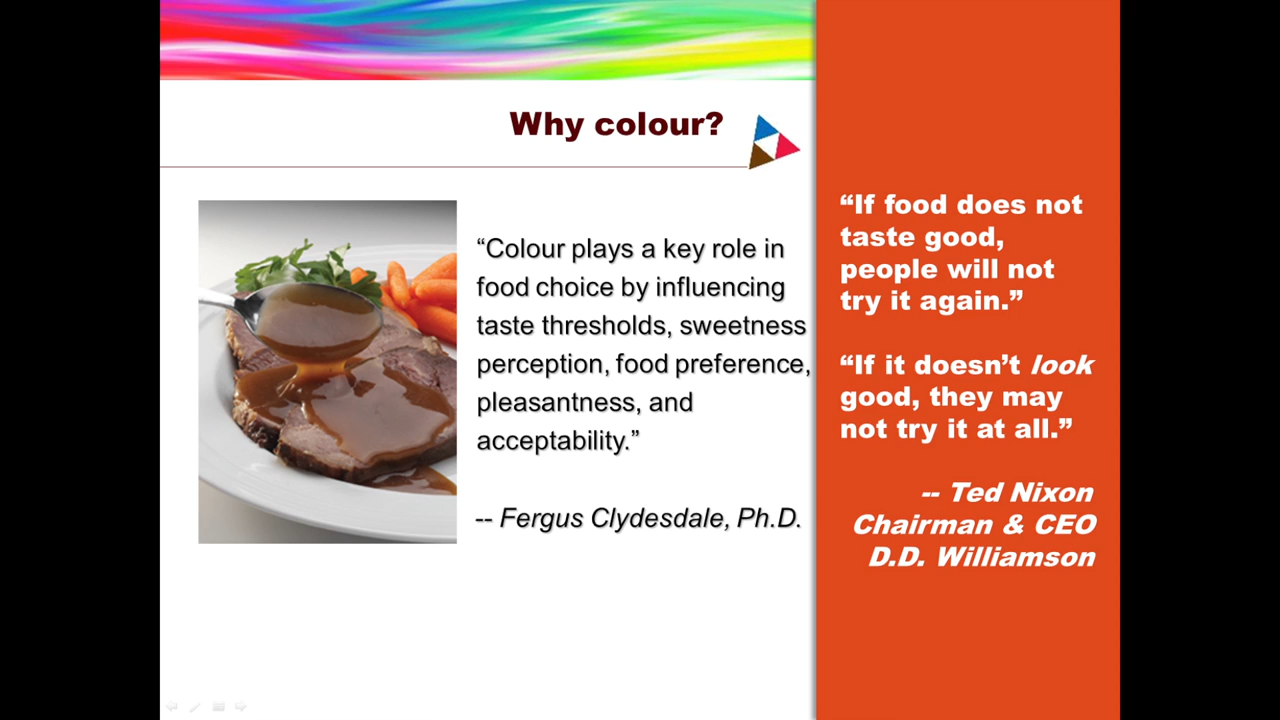 Why colour?
“Colour plays a key role in
food choice by influencing
taste thresholds, sweetness
perception, food preference,
pleasantness, and
acceptability.”
-- Fergus Clydesdale, Ph.D.
“If food does not
taste good,
people will not
try it again.”
“If it doesn’t look
good, they may
not try it at all.”
-- Ted Nixon
Chairman & CEO
D.D. Williamson